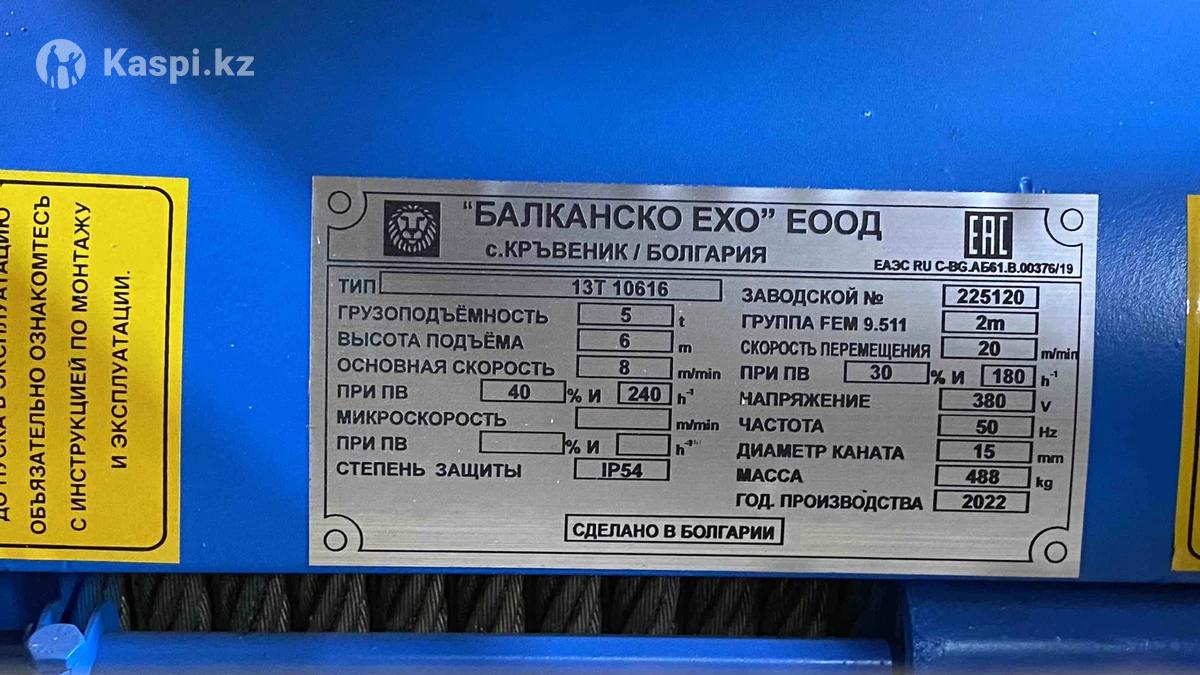 Kaspi.kz
ОБЯЗАТЕЛЬНО ОЗНАКОМТЕСЬ
С ИНСТРУКЦИЕЙ ПО МОНТАЖУ
И ЭКСПЛУАТАЦИИ.
"БАЛКАНСКО ЕХО" ЕООД
с.КРЪВЕНИК / БОЛГАРИЯ
EAC
ЕАЭС RU C-BG.АБ61.В.00376/19
ТИП 13Т 10616
ГРУЗОПОДЪЁМНОСТЬ 5 t
ВЫСОТА ПОДЪЁМА 6 m
ОСНОВНАЯ СКОРОСТЬ 8 m/min
ПРИ ПВ 40 % И 240 h⁻¹
МИКРОСКОРОСТЬ m/min
ПРИ ПВ % И h
СТЕПЕНЬ ЗАЩИТЫ IP54
ЗАВОДСКОЙ № 225120
ГРУППА FEM 9.511 2m
СКОРОСТЬ ПЕРЕМЕЩЕНИЯ 20 m/min
ПРИ ПВ 30 % И 180 h⁻¹
НАПРЯЖЕНИЕ 380 V
ЧАСТОТА 50 Hz
ДИАМЕТР КАНАТА 15 mm
МАССА 488 kg
ГОД. ПРОИЗВОДСТВА 2022
СДЕЛАНО В БОЛГАРИИ